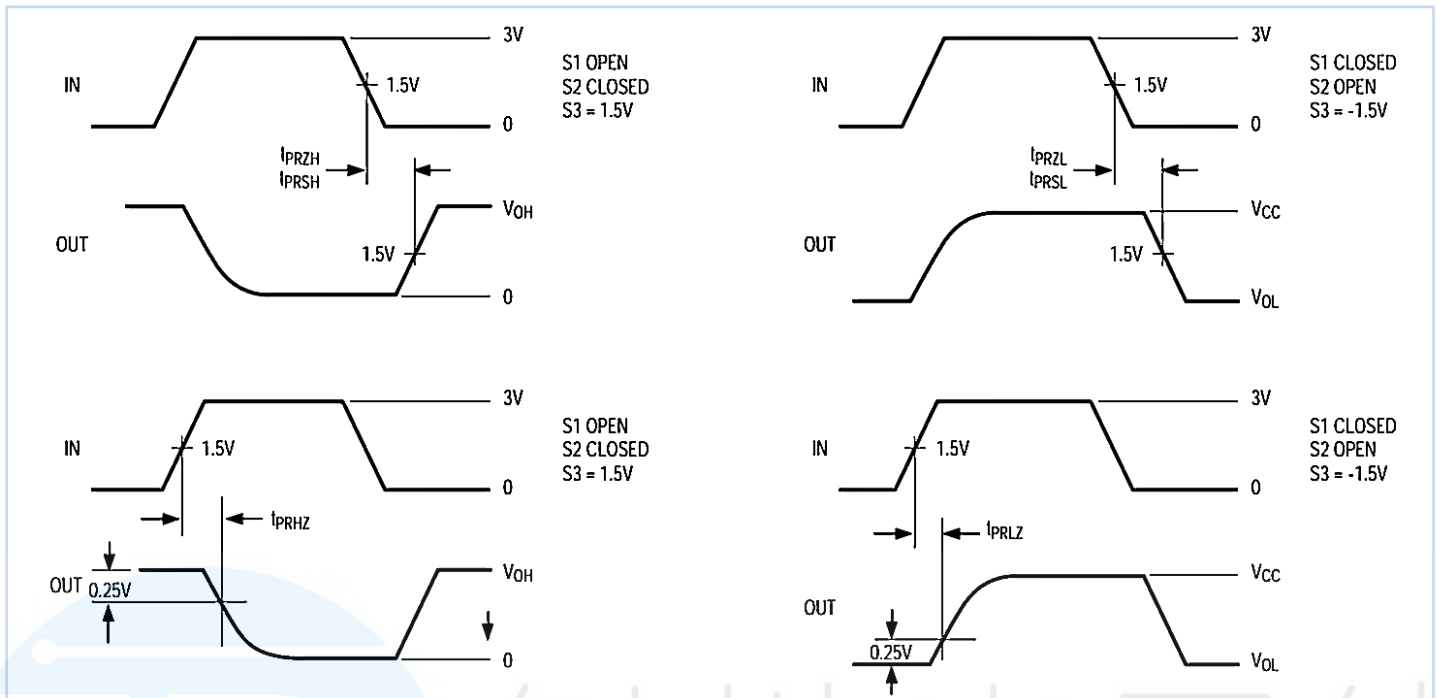 3V
S1 OPEN
S2 CLOSED
S3 = 1.5V
IN
1.5V
0
tPRZH
tPRSH
VOH
OUT
1.5V
0
3V
S1 CLOSED
S2 OPEN
S3 = -1.5V
IN
1.5V
0
tPRZL
tPRSL
VCC
OUT
1.5V
VOL
3V
S1 OPEN
S2 CLOSED
S3 = 1.5V
IN
1.5V
0
tPRHZ
VOH
OUT
0.25V
0
3V
S1 CLOSED
S2 OPEN
S3 = -1.5V
IN
1.5V
0
tPRLZ
VCC
OUT
0.25V
VOL